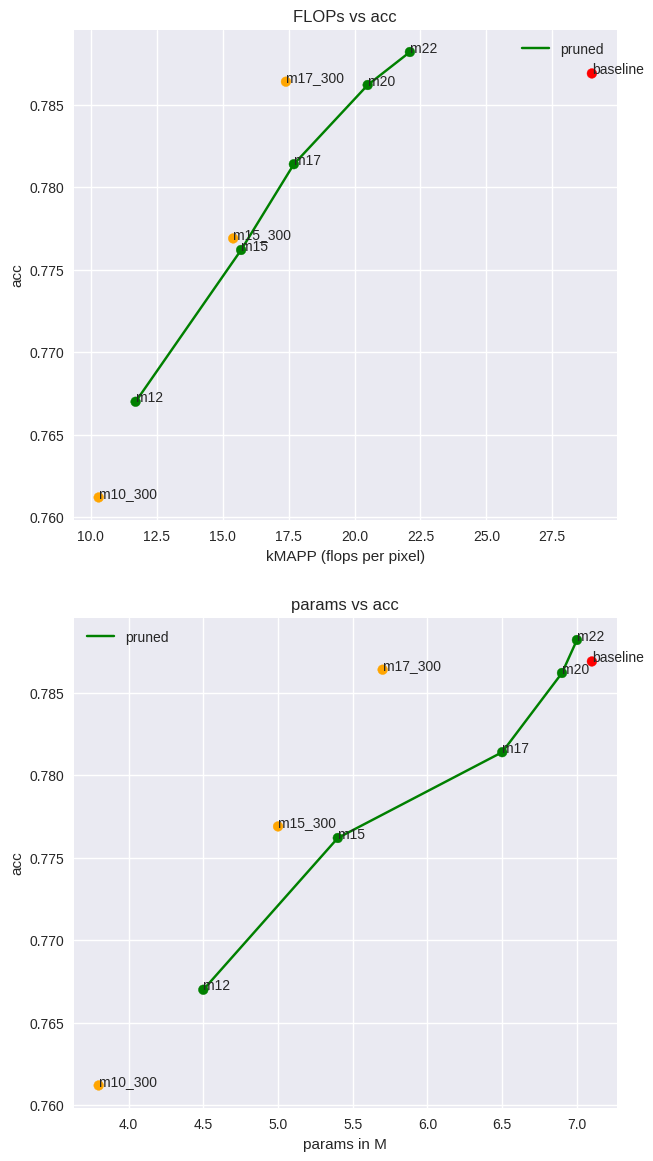 FLOPs vs acc
m22
pruned
baseline
m17_300
m20
0.785
m17
0.780
m15_300
m15
0.775
acc
0.770
m12
0.765
m10_300
0.760
10.0 12.5 15.0 17.5 20.0 22.5 25.0 27.5
kMAPP (flops per pixel)
params vs acc
pruned
m22
baseline
m17_300
m20
0.785
m17
0.780
m15_300
m15
0.775
acc
0.770
m12
0.765
m10_300
0.760
4.0 4.5 5.0 5.5 6.0 6.5 7.0
params in M